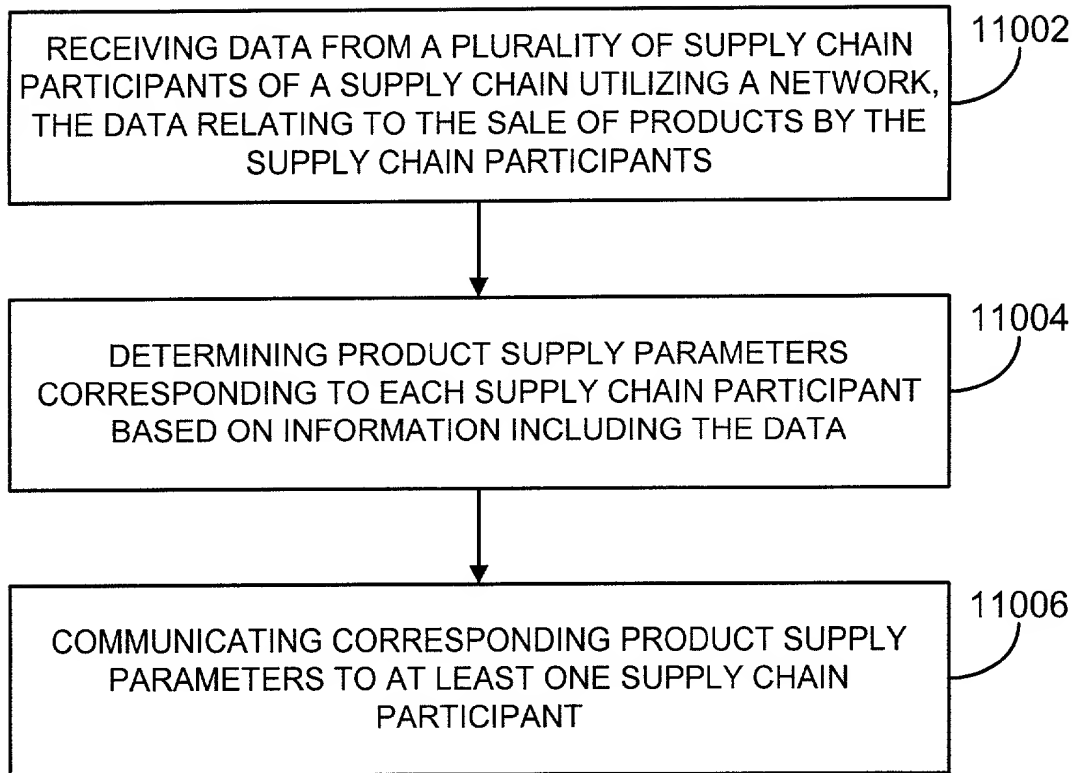 RECEIVING DATA FROM A PLURALITY OF SUPPLY CHAIN
PARTICIPANTS OF A SUPPLY CHAIN UTILIZING A NETWORK,
THE DATA RELATING TO THE SALE OF PRODUCTS BY THE
SUPPLY CHAIN PARTICIPANTS
11002
DETERMINING PRODUCT SUPPLY PARAMETERS
CORRESPONDING TO EACH SUPPLY CHAIN PARTICIPANT
BASED ON INFORMATION INCLUDING THE DATA
11004
COMMUNICATING CORRESPONDING PRODUCT SUPPLY
PARAMETERS TO AT LEAST ONE SUPPLY CHAIN
PARTICIPANT
11006